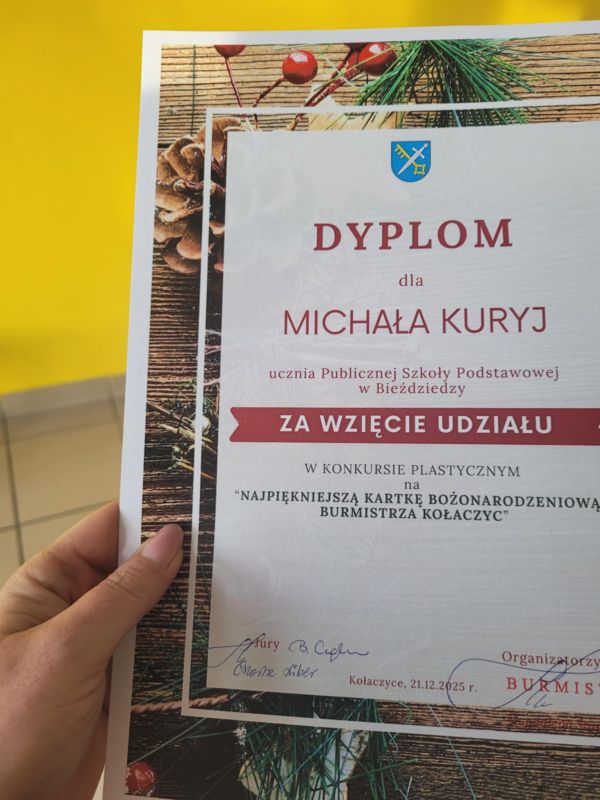 DYPLOM
dla
MICHAŁA KURYJ
ucznia Publicznej Szkoły Podstawowej
w Bieździedzy
ZA WZIĘCIE UDZIAŁU
W KONKURSIE PLASTYCZNYM
na
"NAJPIĘKNIEJSZĄ KARTKĘ BOŻONARODZENIOWĄ
BURMISTRZA KOŁACZYC"
Jury
Organizatorzy
Kołaczyce, 21.12.2025 r.
BURMIS